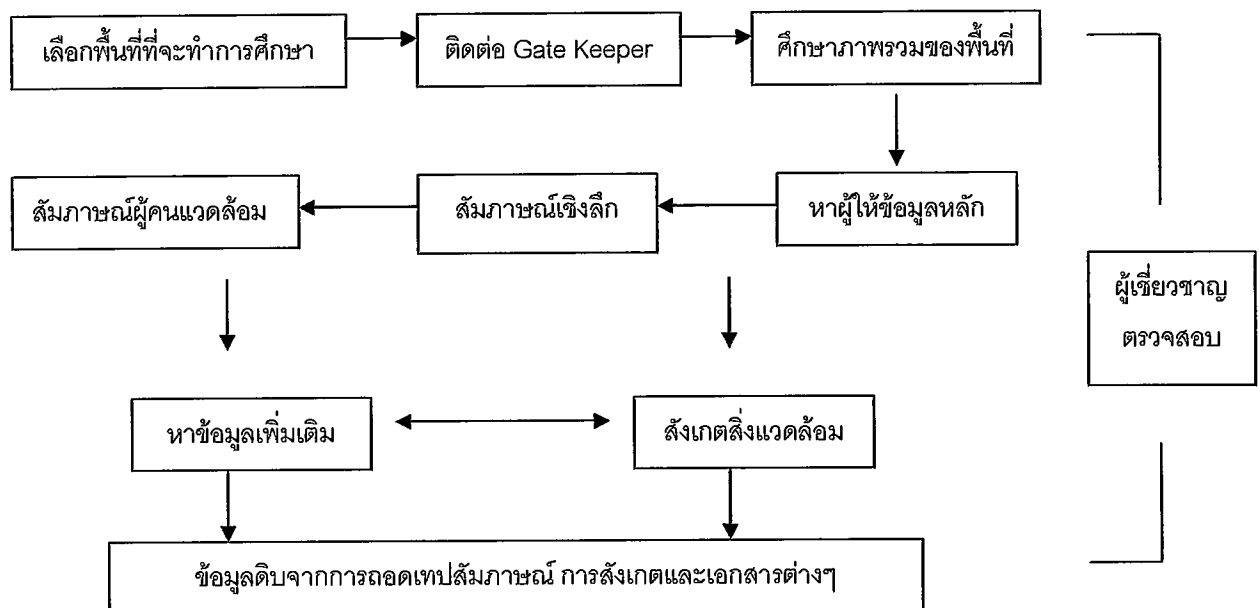 เลือกพื้นที่ที่จะทำการศึกษา
ติดต่อ Gate Keeper
ศึกษาภาพรวมของพื้นที่
สัมภาษณ์ผู้คนแวดล้อม
สัมภาษณ์เชิงลึก
หาผู้ให้ข้อมูลหลัก
ผู้เชี่ยวชาญ
ตรวจสอบ
หาข้อมูลเพิ่มเติม
สังเกตสิ่งแวดล้อม
ข้อมูลดิบจากการถอดเทปสัมภาษณ์ การสังเกตและเอกสารต่างๆ